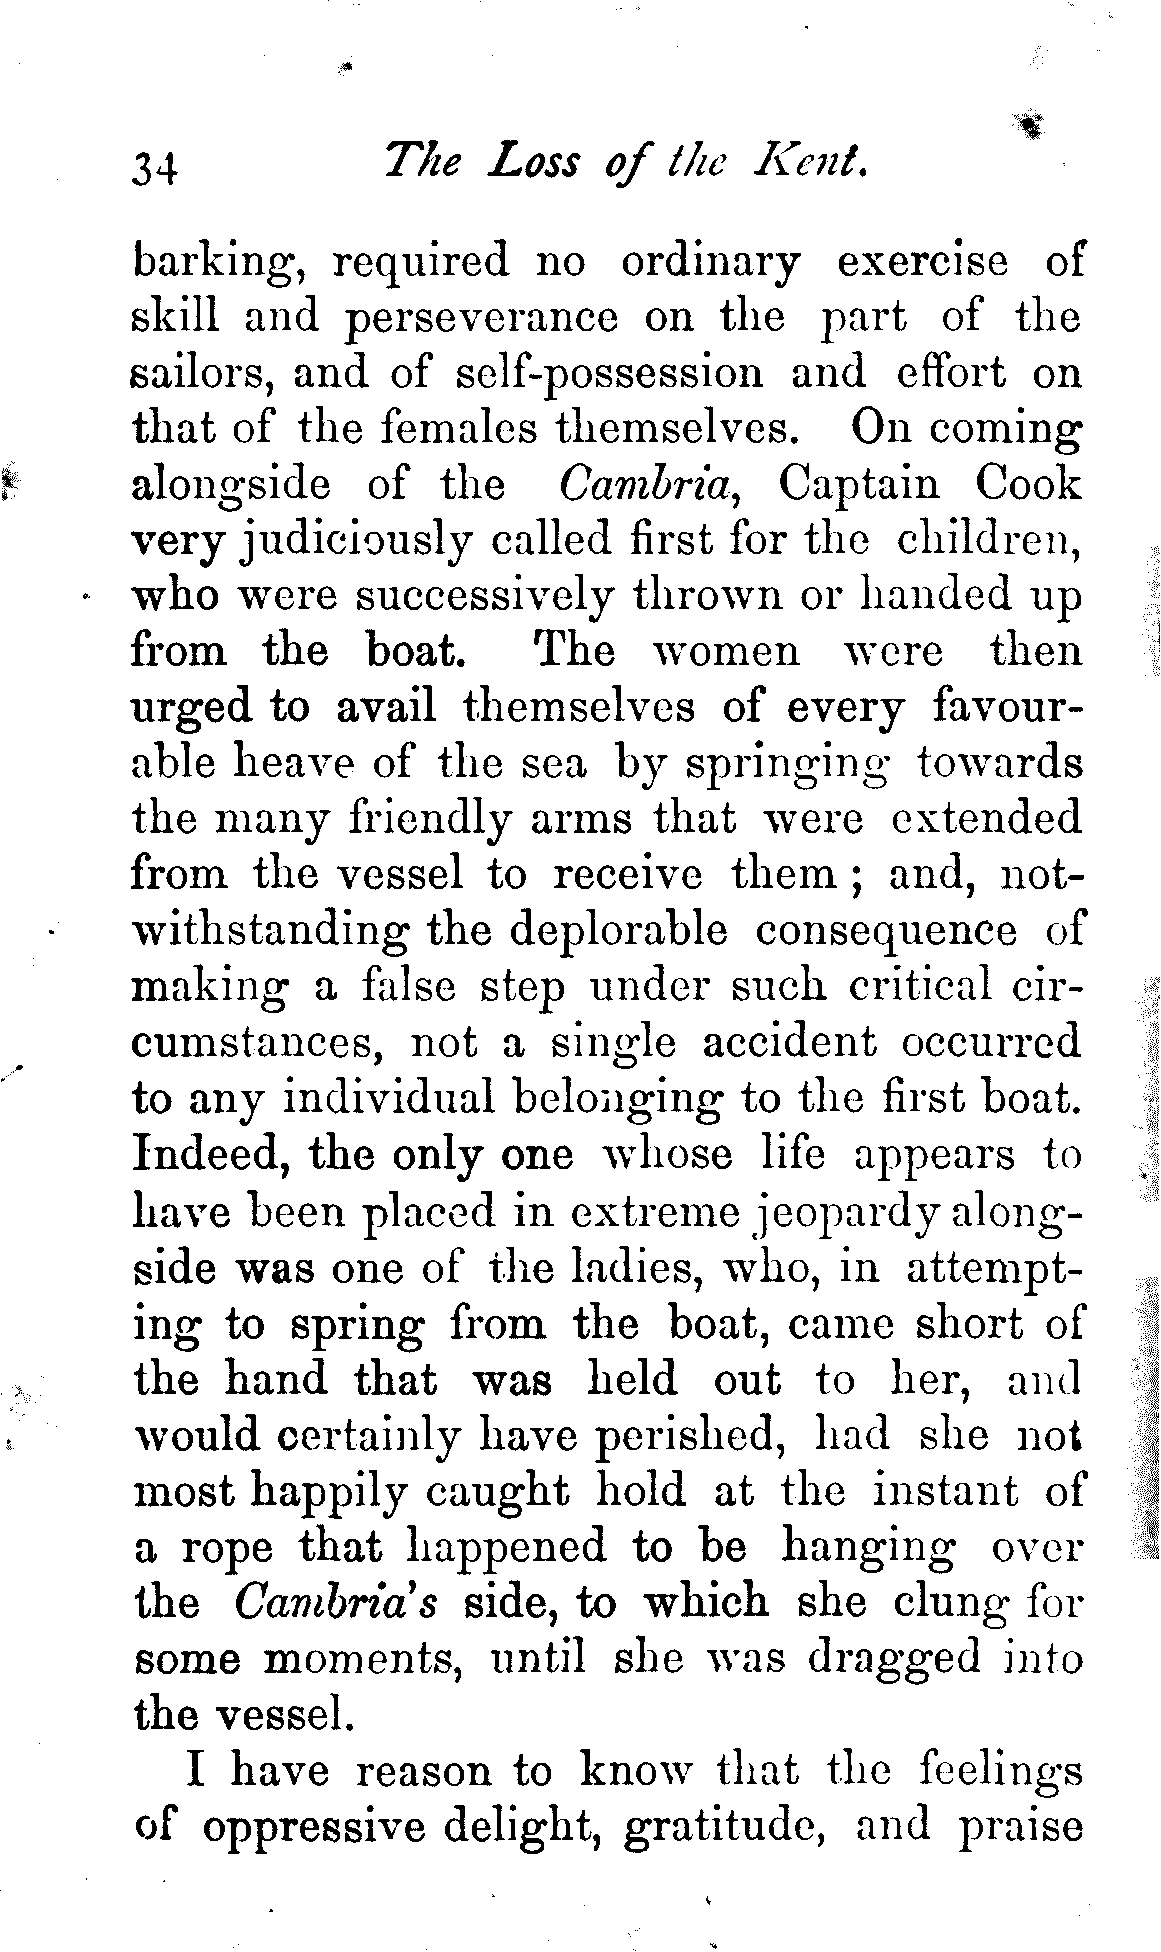 34 The Loss of the Kent.
barking, required no ordinary exercise of
skill and perseverance on the part of the
sailors, and of self-possession and effort on
that of the females themselves. On coming
alongside of the Cambria, Captain Cook
very judiciously called first for the children,
who were successively thrown or handed up
from the boat. The women were then
urged to avail themselves of every favour-
able heave of the sea by springing towards
the many friendly arms that were extended
from the vessel to receive them ; and, not-
withstanding the deplorable consequence of
making a false step under such critical cir-
cumstances, not a single accident occurred
to any individual belonging to the first boat.
Indeed, the only one whose life appears to
have been placed in extreme jeopardy along-
side was one of the ladies, who, in attempt-
ing to spring from the boat, came short of
the hand that was held out to her, and
would certainly have perished, had she not
most happily caught hold at the instant of
a rope that happened to be hanging over
the Cambria's side, to which she clung for
some moments, until she was dragged into
the vessel.
I have reason to know that the feelings
of oppressive delight, gratitude, and praise